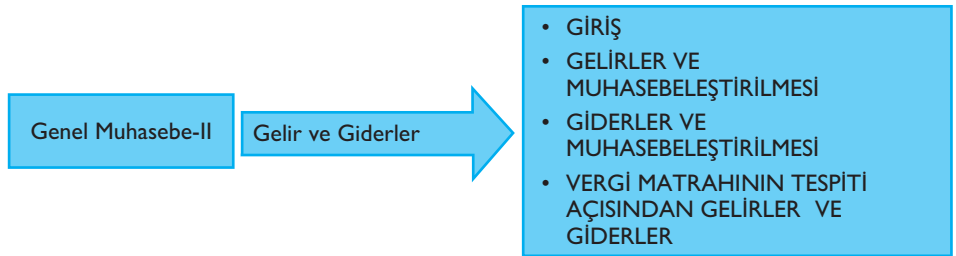 Genel Muhasebe-II
Gelir ve Giderler
• GİRİŞ
• GELİRLER VE
MUHASEBELEŞTİRİLMESİ
• GİDERLER VE
MUHASEBELEŞTİRİLMESİ
• VERGİ MATRAHININ TESPİTİ
AÇISINDAN GELİRLER VE
GİDERLER